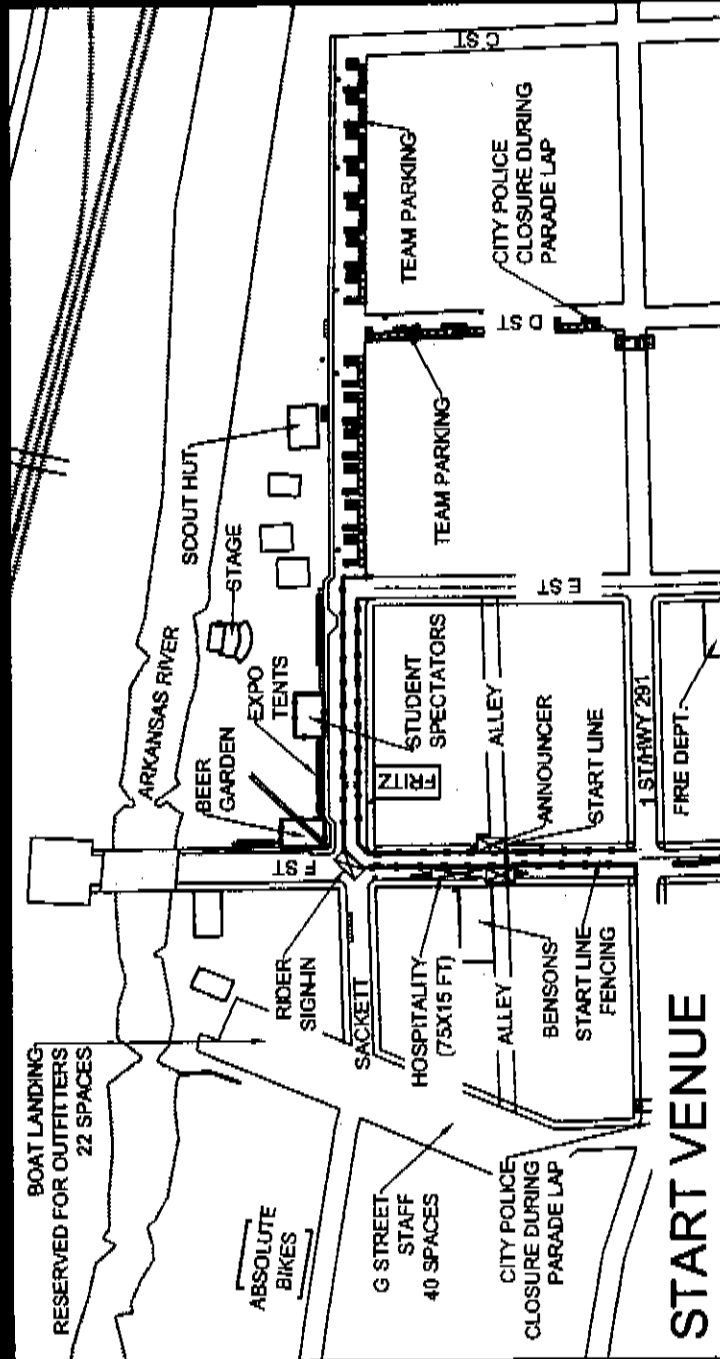 BOAT LANDING
RESERVED FOR OUTFITTERS
22 SPACES
ARKANSAS RIVER
BEER
GARDEN
EXPO
TENTS
STAGE
SCOUT HUT
C ST
ABSOLUTE
BIKES
RIDER
SIGN-IN
F ST
SACKETT
FRITZ
STUDENT
SPECTATORS
TEAM PARKING
TEAM PARKING
D ST
E ST
G STREET
STAFF
40 SPACES
HOSPITALITY
(75X15 FT)
ALLEY
ALLEY
BENSONS
ANNOUNCER
START LINE
START LINE
FENCING
CITY POLICE
CLOSURE DURING
PARADE LAP
CITY POLICE
CLOSURE DURING
PARADE LAP
1 ST/HWY 291
FIRE DEPT.
START VENUE